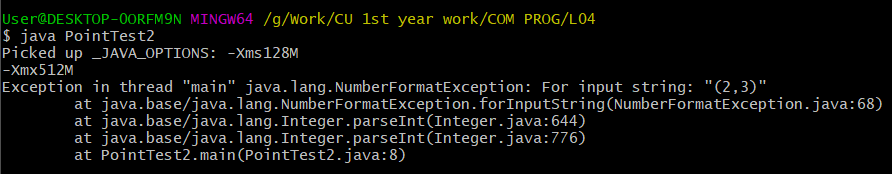 User@DESKTOP-OORFM9N MINGW64 /g/Work/CU 1st year work/COM PROG/L04
$ java PointTest2
Picked up _JAVA_OPTIONS: -Xms128M
-Xmx512M
Exception in thread "main" java.lang.NumberFormatException: For input string: "(2,3)"
        at java.base/java.lang.NumberFormatException.forInputString(NumberFormatException.java:68)
        at java.base/java.lang.Integer.parseInt(Integer.java:644)
        at java.base/java.lang.Integer.parseInt(Integer.java:776)
        at PointTest2.main(PointTest2.java:8)